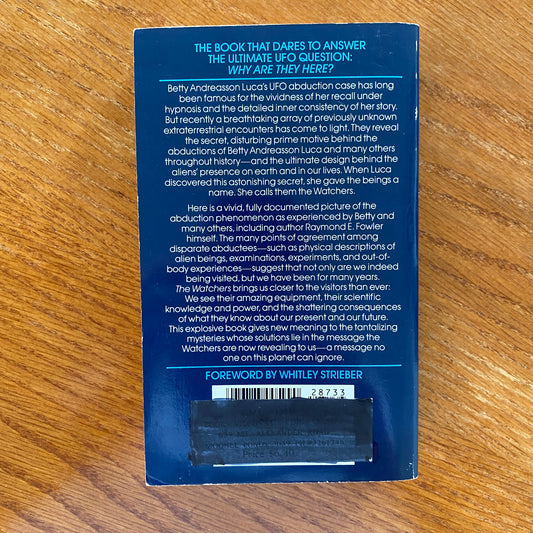 THE BOOK THAT DARES TO ANSWER
THE ULTIMATE UFO QUESTION:
WHY ARE THEY HERE?
Betty Andreasson Luca's UFO abduction case has long
been famous for the vividness of her recall under
hypnosis and the detailed inner consistency of her story.
But recently a breathtaking array of previously unknown
extraterrestrial encounters has come to light. They reveal
the secret, disturbing prime motive behind the
abductions of Betty Andreasson Luca and many others
throughout history—and the ultimate design behind the
aliens' presence on earth and in our lives. When Luca
discovered this astonishing secret, she gave the beings a
name. She calls them the Watchers.
Here is a vivid, fully documented picture of the
abduction phenomenon as experienced by Betty and
many others, including author Raymond E. Fowler
himself. The many points of agreement among
disparate abductees—such as physical descriptions of
alien beings, examinations, experiments, and out-of-
body experiences—suggest that not only are we indeed
being visited, but we have been for many years.
The Watchers brings us closer to the visitors than ever:
We see their amazing equipment, their scientific
knowledge and power, and the shattering consequences
of what they know about our present and our future.
This explosive book gives new meaning to the tantalizing
mysteries whose solutions lie in the message the
Watchers are now revealing to us—a message no
one on this planet can ignore.
FOREWORD BY WHITLEY STRIEBER
28733
ALEXANDER ROAD
Price $6.40